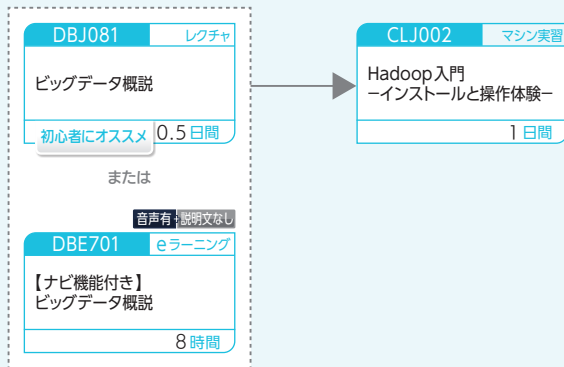 DBJ081 レクチャ
ビッグデータ概説
初心者にオススメ 0.5日間
または
音声有 説明文なし
DBE701 eラーニング
【ナビ機能付き】
ビッグデータ概説
8時間
CLJ002 マシン実習
Hadoop入門
−インストールと操作体験−
1日間